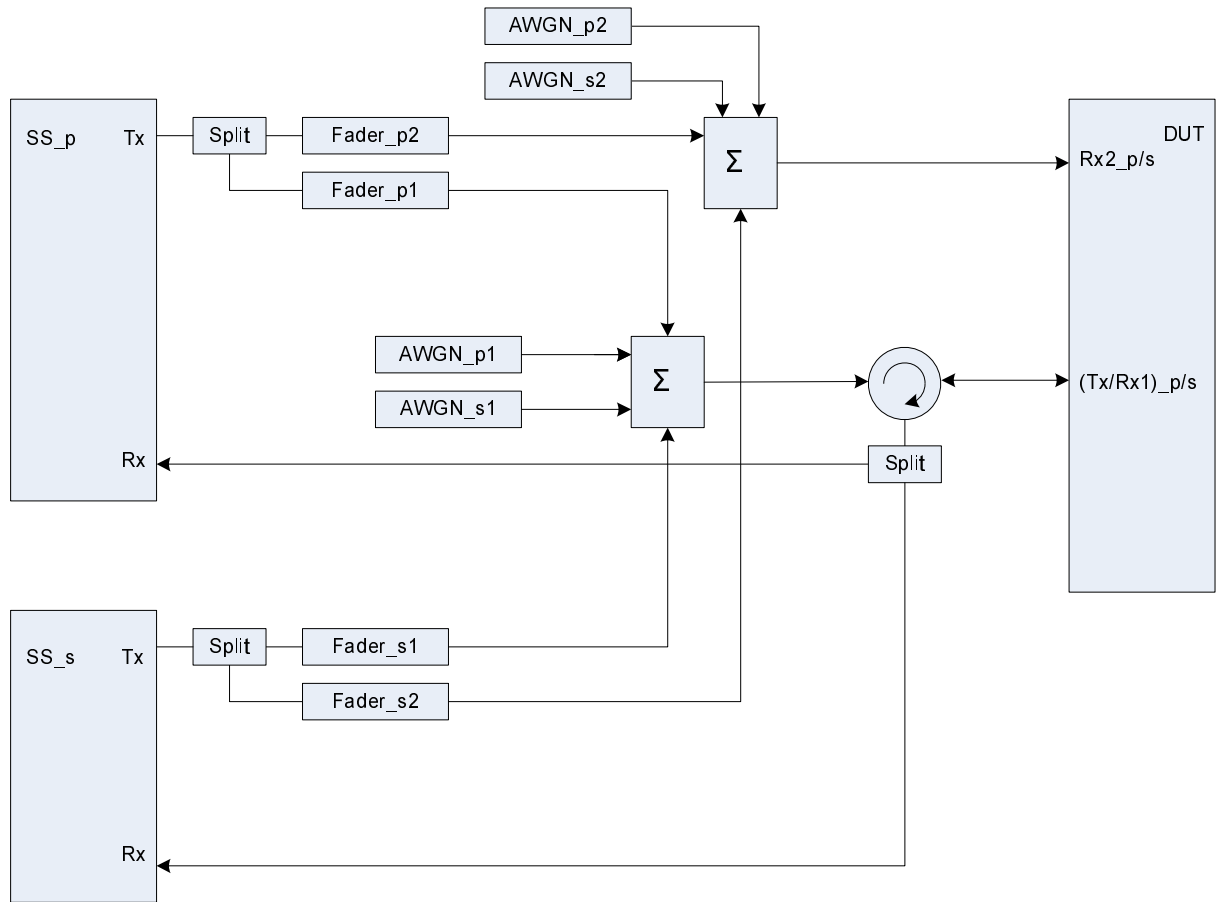 AWGN_p2
AWGN_s2
SS_p
Tx
Split
Fader_p2
Fader_p1
Σ
DUT
Rx2_p/s
AWGN_p1
AWGN_s1
Σ
(Tx/Rx1)_p/s
Rx
Split
SS_s
Tx
Split
Fader_s1
Fader_s2
Rx